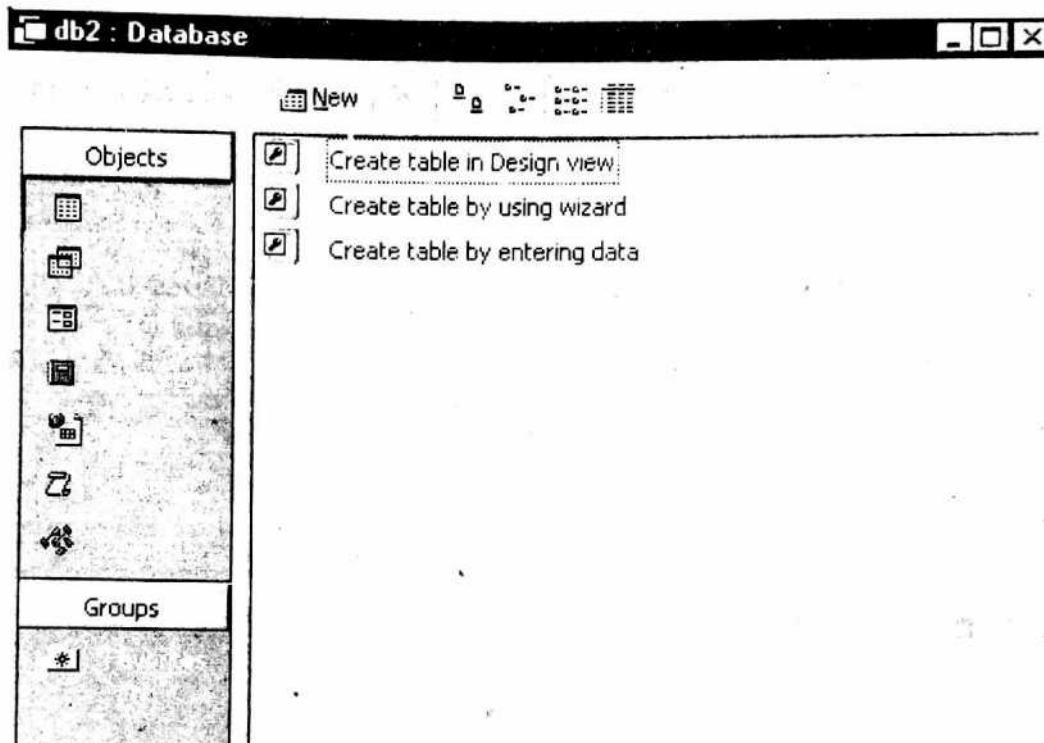 db2 : Database
New
Objects
Create table in Design view
Create table by using wizard
Create table by entering data
Groups